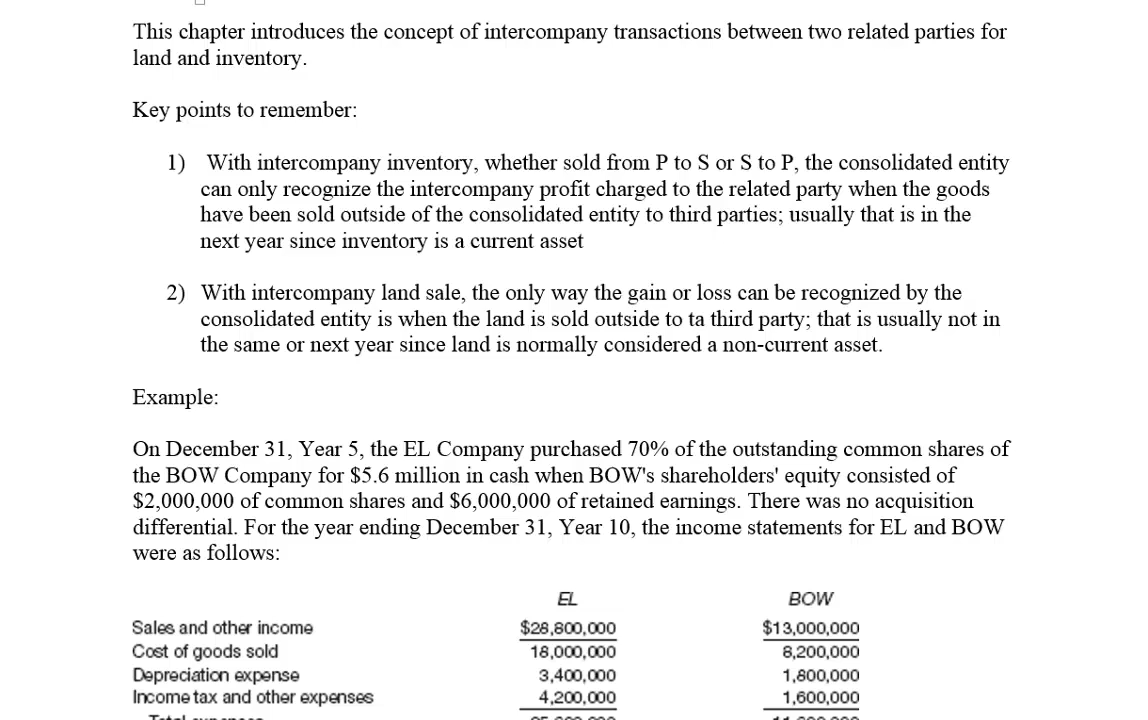 This chapter introduces the concept of intercompany transactions between two related parties for
land and inventory.
Key points to remember:
1) With intercompany inventory, whether sold from P to S or S to P, the consolidated entity
can only recognize the intercompany profit charged to the related party when the goods
have been sold outside of the consolidated entity to third parties; usually that is in the
next year since inventory is a current asset
2) With intercompany land sale, the only way the gain or loss can be recognized by the
consolidated entity is when the land is sold outside to ta third party; that is usually not in
the same or next year since land is normally considered a non-current asset.
Example:
On December 31, Year 5, the EL Company purchased 70% of the outstanding common shares of
the BOW Company for $5.6 million in cash when BOW's shareholders' equity consisted of
$2,000,000 of common shares and $6,000,000 of retained earnings. There was no acquisition
differential. For the year ending December 31, Year 10, the income statements for EL and BOW
were as follows:
EL BOW
Sales and other income $28,800,000 $13,000,000
Cost of goods sold 18,000,000 8,200,000
Depreciation expense 3,400,000 1,800,000
Income tax and other expenses 4,200,000 1,600,000